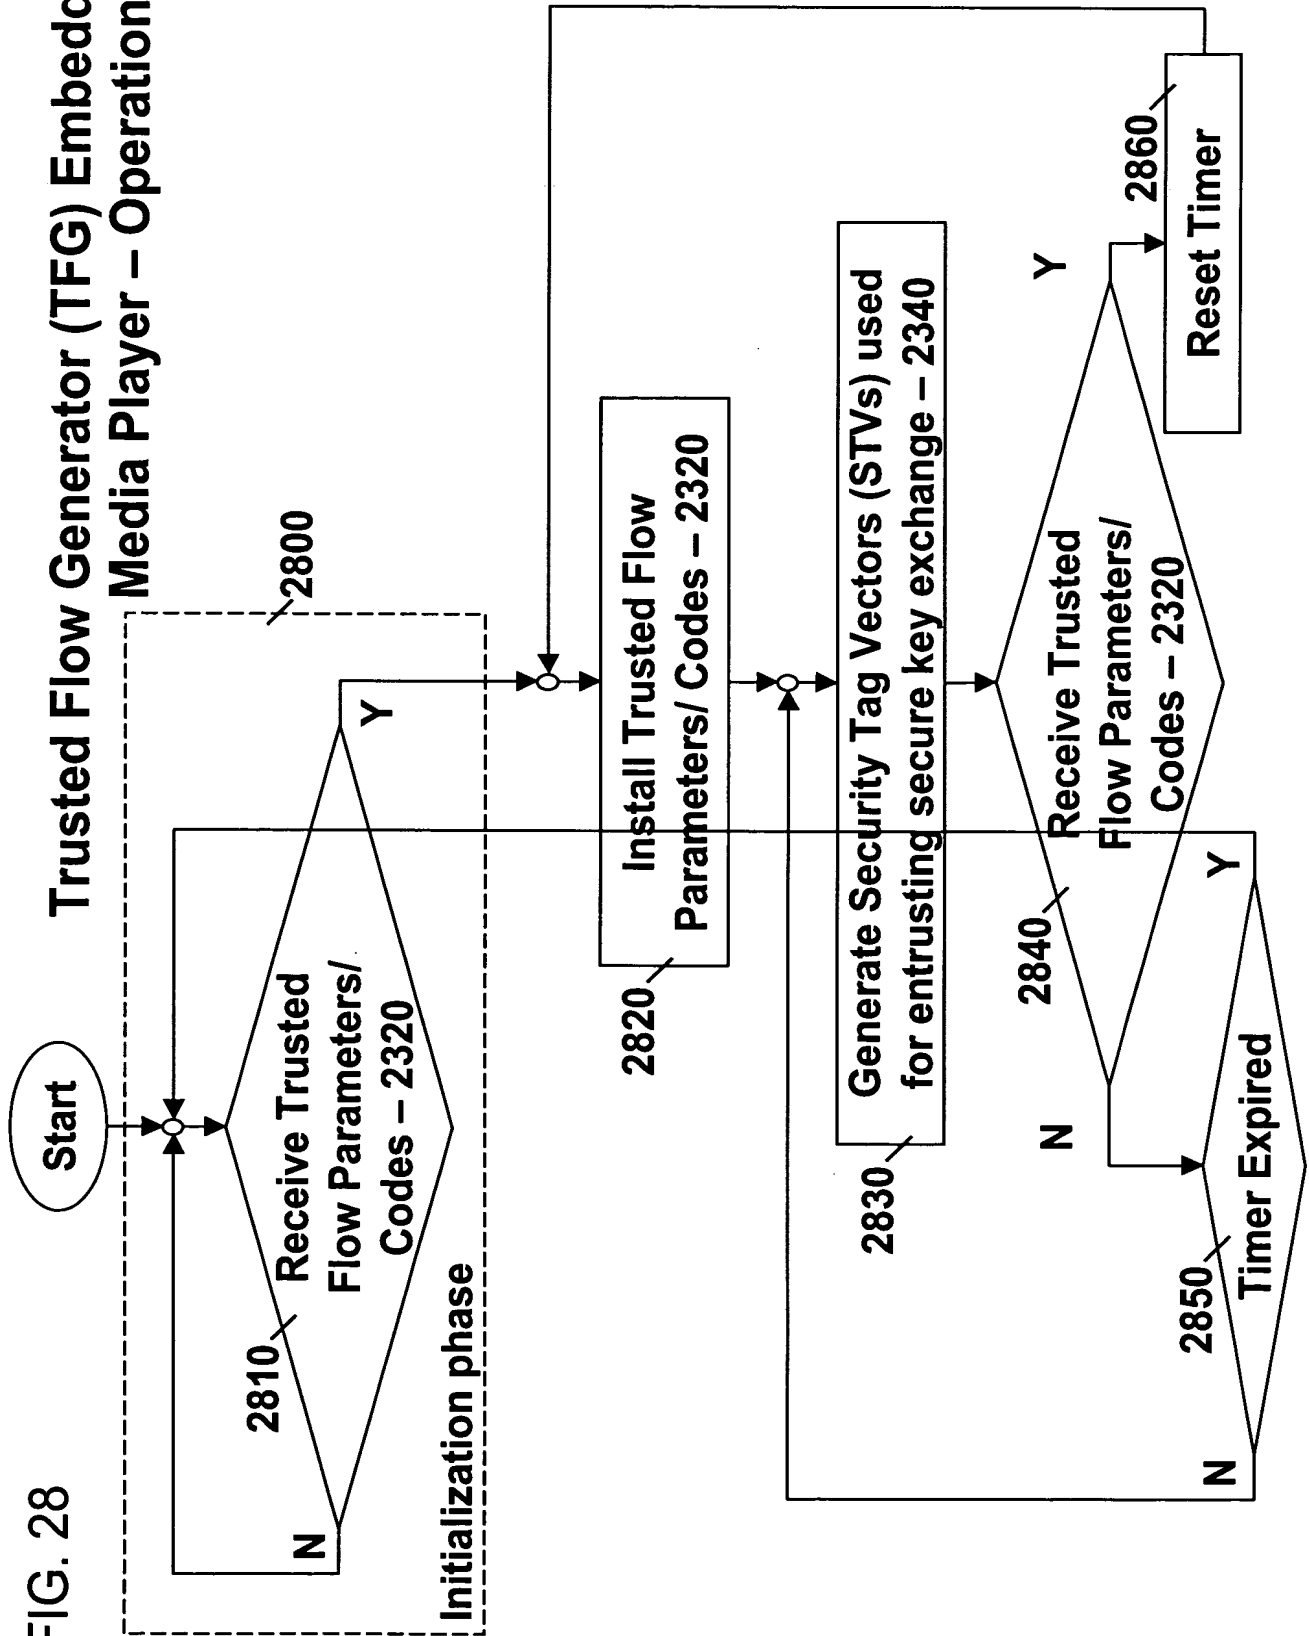 FIG. 28
Trusted Flow Generator (TFG)
Media Player – Operation
Start
2800
2810
Receive Trusted
Flow Parameters/
Codes – 2320
N
Y
Initialization phase
2820
Install Trusted Flow
Parameters/ Codes – 2320
2830
Generate Security Tag Vectors (STVs) used
for entrusting secure key exchange – 2340
2840
Receive Trusted
Flow Parameters/
Codes – 2320
N
Y
2850
Timer Expired
N
Y
2860
Reset Timer